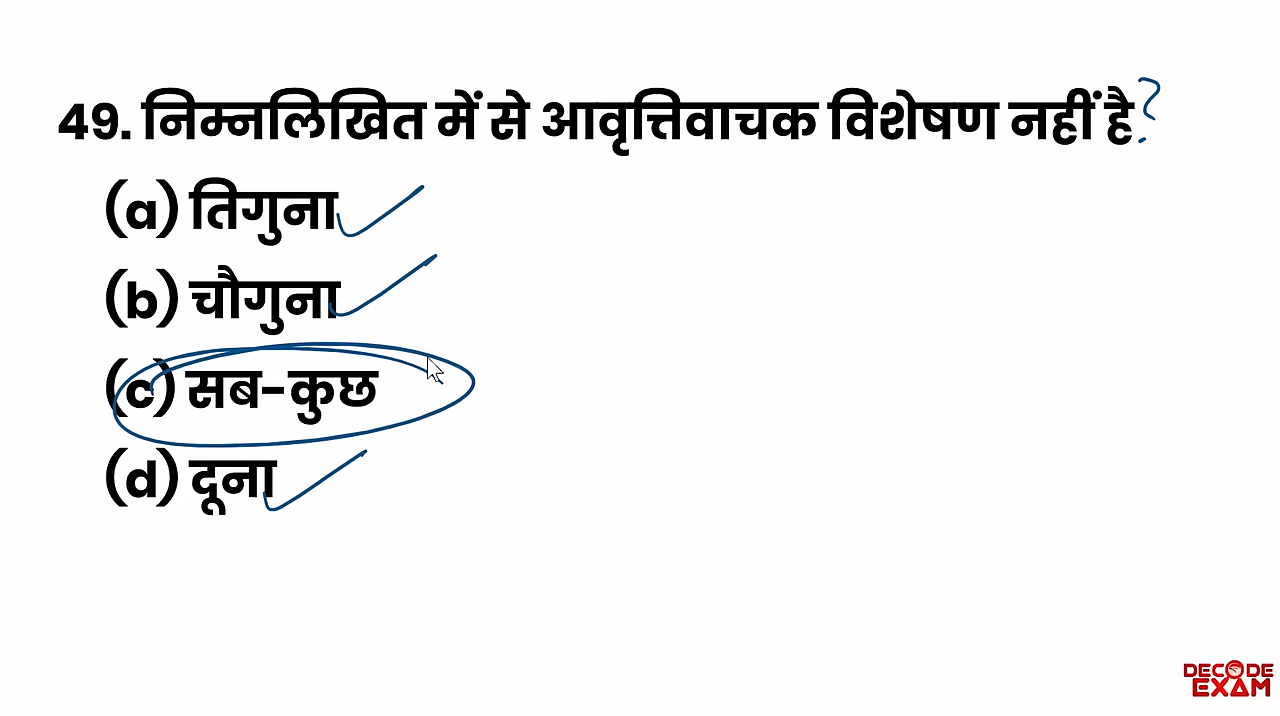 49. निम्नलिखित में से आवृत्तिवाचक विशेषण नहीं है?
(a) तिगुना
(b) चौगुना
(c) सब-कुछ
(d) दूना
DECODE
EXAM